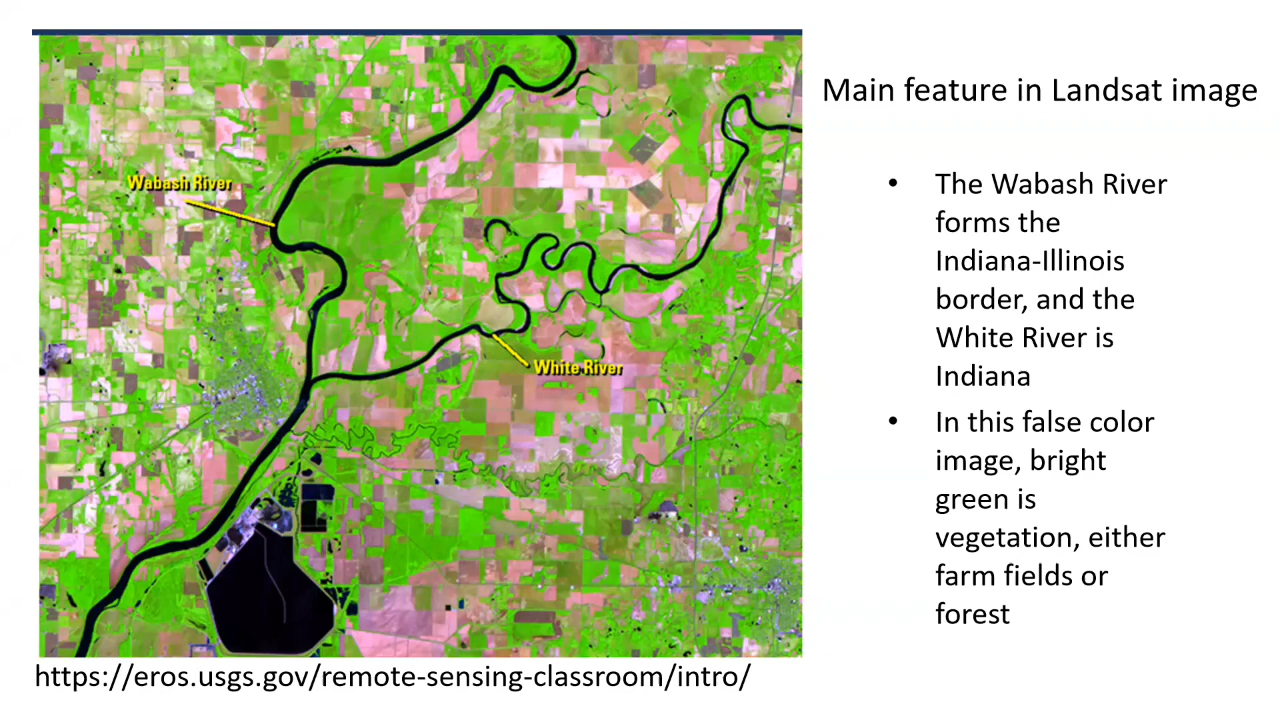 Main feature in Landsat image
Wabash River
White River
• The Wabash River
forms the
Indiana-Illinois
border, and the
White River is
Indiana
• In this false color
image, bright
green is
vegetation, either
farm fields or
forest
https://eros.usgs.gov/remote-sensing-classroom/intro/